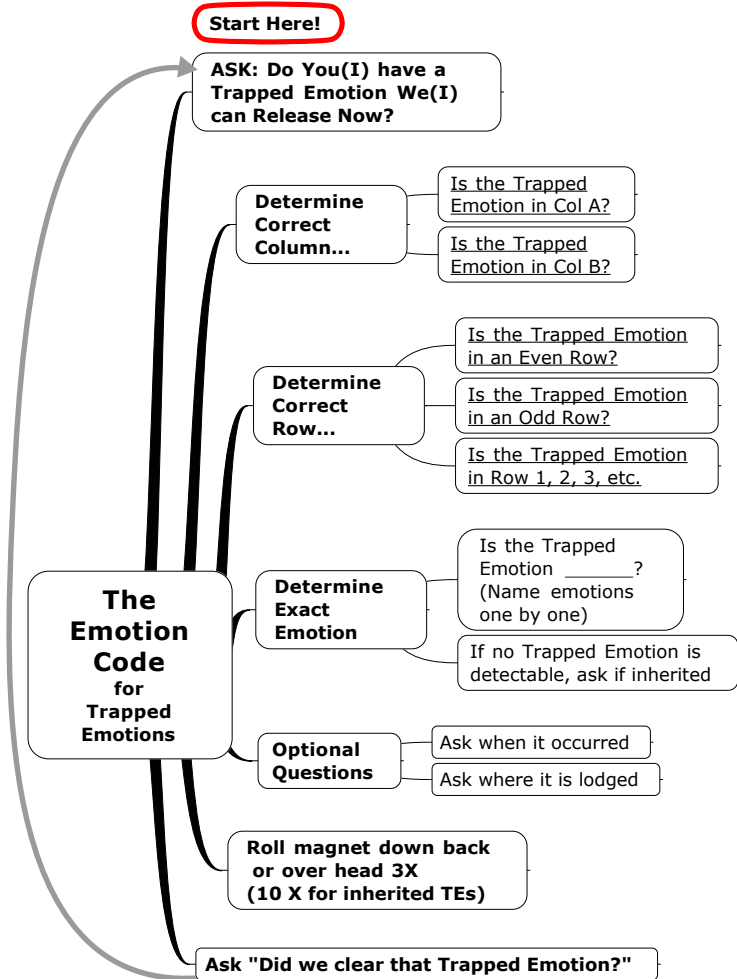 Start Here!
ASK: Do You(I) have a
Trapped Emotion We(I)
can Release Now?
Determine
Correct
Column...
Is the Trapped
Emotion in Col A?
Is the Trapped
Emotion in Col B?
Determine
Correct
Row...
Is the Trapped Emotion
in an Even Row?
Is the Trapped Emotion
in an Odd Row?
Is the Trapped Emotion
in Row 1, 2, 3, etc.
The
Emotion
Code
for
Trapped
Emotions
Determine
Exact
Emotion
Is the Trapped
Emotion ______?
(Name emotions
one by one)
If no Trapped Emotion is
detectable, ask if inherited
Optional
Questions
Ask when it occurred
Ask where it is lodged
Roll magnet down back
or over head 3X
(10 X for inherited TEs)
Ask "Did we clear that Trapped Emotion?"